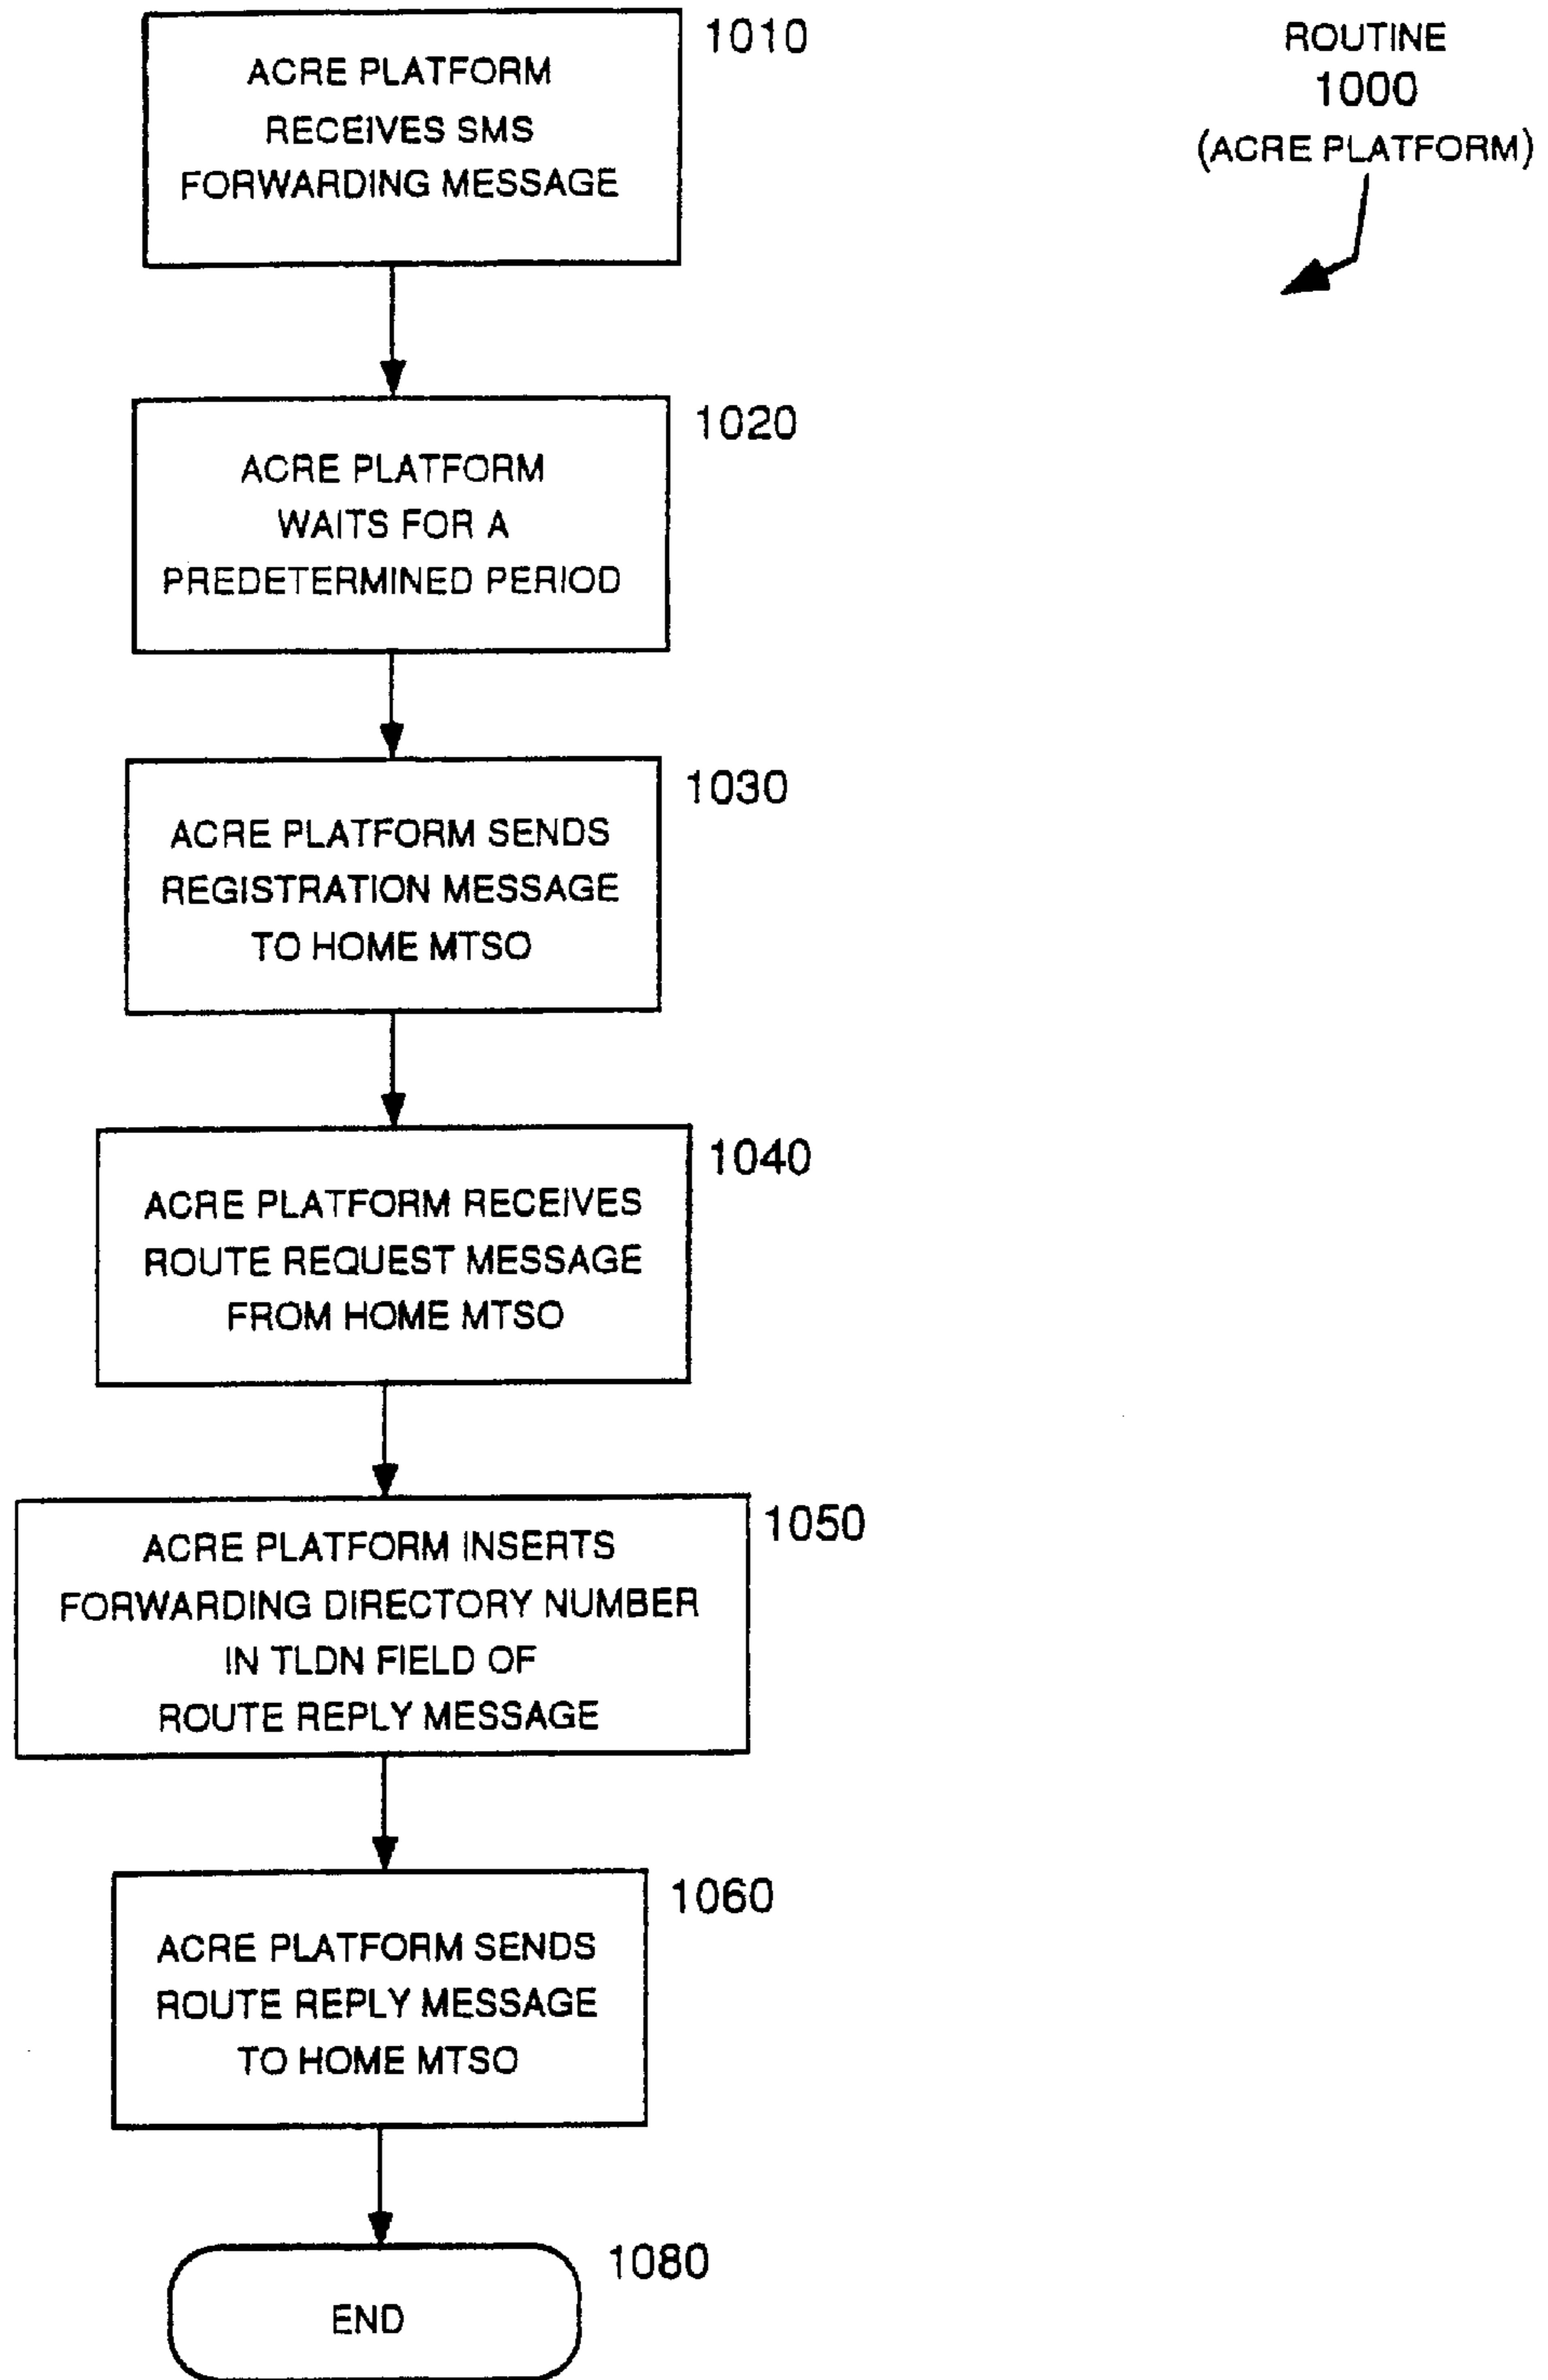 1010
ACRE PLATFORM
RECEIVES SMS
FORWARDING MESSAGE
ROUTINE
1000
(ACRE PLATFORM)
1020
ACRE PLATFORM
WAITS FOR A
PREDETERMINED PERIOD
1030
ACRE PLATFORM SENDS
REGISTRATION MESSAGE
TO HOME MTSO
1040
ACRE PLATFORM RECEIVES
ROUTE REQUEST MESSAGE
FROM HOME MTSO
1050
ACRE PLATFORM INSERTS
FORWARDING DIRECTORY NUMBER
IN TLDN FIELD OF
ROUTE REPLY MESSAGE
1060
ACRE PLATFORM SENDS
ROUTE REPLY MESSAGE
TO HOME MTSO
1080
END